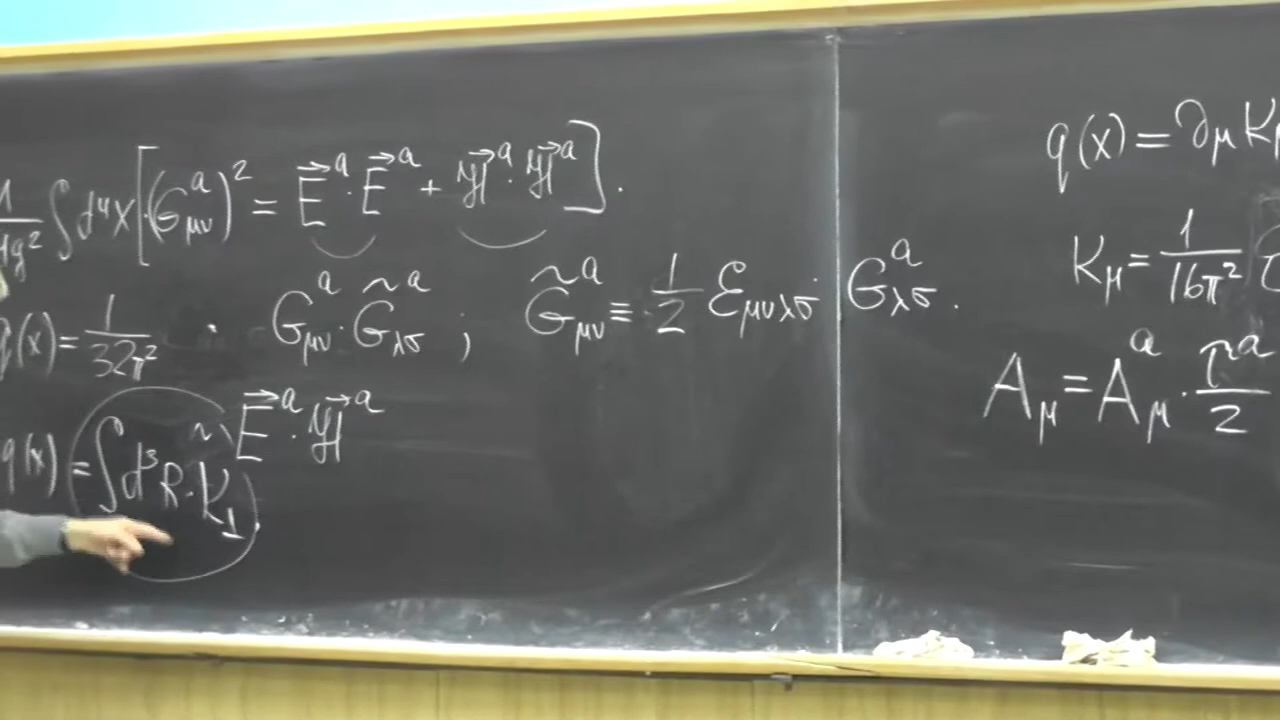 1/4g² ∫d⁴x[(G^a_μν)² = E⃗^a·E⃗^a + H⃗^a·H⃗^a].
q(x) = 1/32π² · G^a_μν·G̃^a_λσ ; G̃^a_μν ≡ 1/2 ε_μνλσ· G^a_λσ.
~ E⃗^a·H⃗^a
q(x) = ∫d³R·K_⊥
q(x) = ∂_μ K
K_μ = 1/16π²
A_μ = A^a_μ · τ^a/2